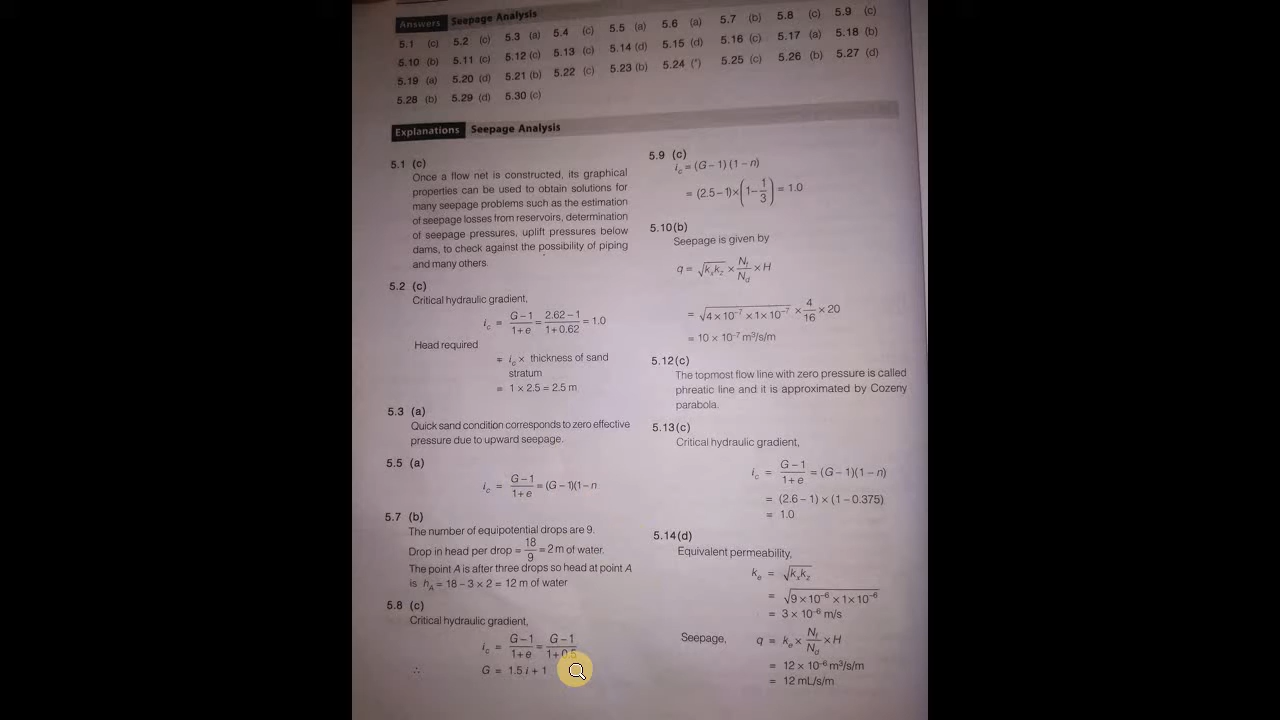 Answers Seepage Analysis
5.1 (c) 5.2 (c) 5.3 (a) 5.4 (c) 5.5 (a) 5.6 (a) 5.7 (b) 5.8 (c) 5.9 (c)
5.10 (b) 5.11 (c) 5.12 (c) 5.13 (c) 5.14 (d) 5.15 (d) 5.16 (c) 5.17 (a) 5.18 (b)
5.19 (a) 5.20 (d) 5.21 (b) 5.22 (c) 5.23 (b) 5.24 (*) 5.25 (c) 5.26 (b) 5.27 (d)
5.28 (b) 5.29 (d) 5.30 (c)
Explanations Seepage Analysis
5.1 (c)
Once a flow net is constructed, its graphical
properties can be used to obtain solutions for
many seepage problems such as the estimation
of seepage losses from reservoirs, determination
of seepage pressures, uplift pressures below
dams, to check against the possibility of piping
and many others.
5.2 (c)
Critical hydraulic gradient,
i_c = (G−1)/(1+e) = (2.62−1)/(1+0.62) = 1.0
Head required
= i_c × thickness of sand
stratum
= 1 × 2.5 = 2.5 m
5.3 (a)
Quick sand condition corresponds to zero effective
pressure due to upward seepage.
5.5 (a)
i_c = (G−1)/(1+e) = (G−1)(1−n
5.7 (b)
The number of equipotential drops are 9.
Drop in head per drop = 18/9 = 2 m of water.
The point A is after three drops so head at point A
is h_A = 18 − 3 × 2 = 12 m of water
5.8 (c)
Critical hydraulic gradient,
i_c = (G−1)/(1+e) = (G−1)/(1+0.5
∴ G = 1.5 i + 1
5.9 (c)
i_c = (G−1) (1−n)
= (2.5−1)×(1−1/3) = 1.0
5.10(b)
Seepage is given by
q = √(k_x k_z) × N_f/N_d × H
= √(4×10⁻⁷ ×1×10⁻⁷) × 4/16 × 20
= 10 × 10⁻⁷ m³/s/m
5.12(c)
The topmost flow line with zero pressure is called
phreatic line and it is approximated by Cozeny
parabola.
5.13(c)
Critical hydraulic gradient,
i_c = (G−1)/(1+e) = (G−1)(1−n)
= (2.6−1) × (1−0.375)
= 1.0
5.14(d)
Equivalent permeability,
k_e = √(k_x k_z)
= √(9×10⁻⁶ ×1×10⁻⁶)
= 3 × 10⁻⁶ m/s
Seepage, q = k_e × N_f/N_d × H
= 12 × 10⁻⁶ m³/s/m
= 12 mL/s/m